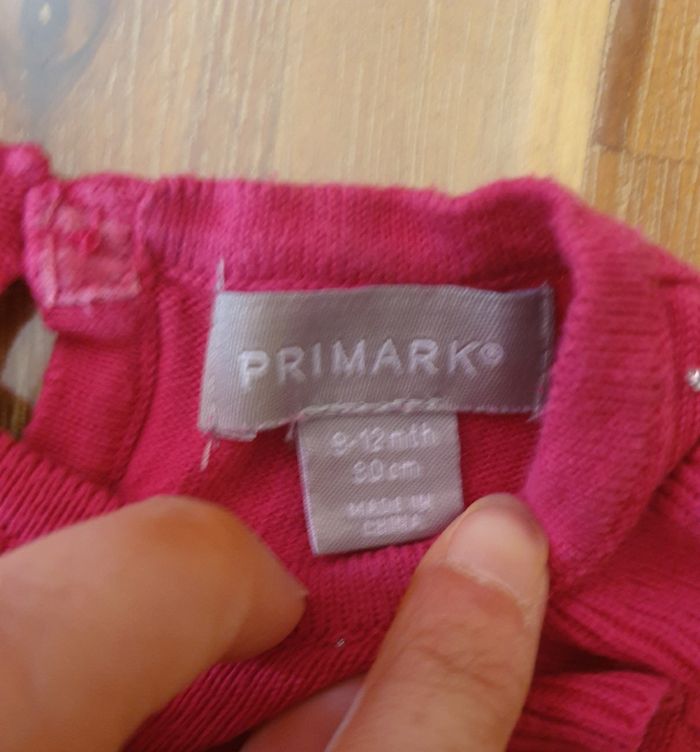 PRIMARK®
9-12mth
80cm
MADE IN
CHINA